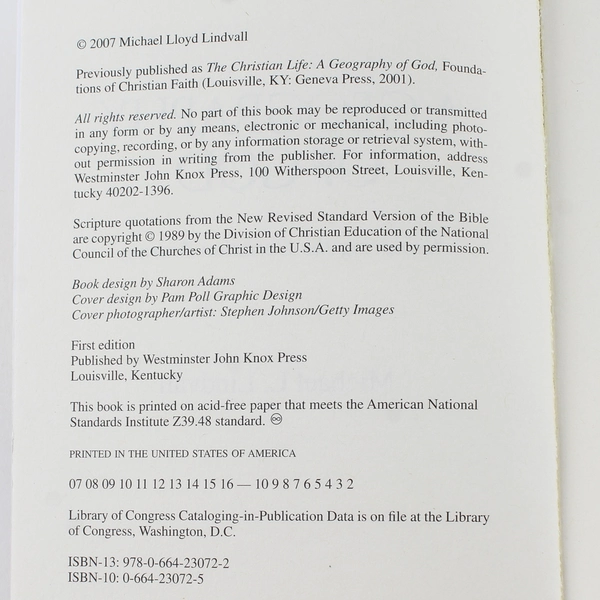 © 2007 Michael Lloyd Lindvall
Previously published as The Christian Life: A Geography of God, Founda-
tions of Christian Faith (Louisville, KY: Geneva Press, 2001).
All rights reserved. No part of this book may be reproduced or transmitted
in any form or by any means, electronic or mechanical, including photo-
copying, recording, or by any information storage or retrieval system, with-
out permission in writing from the publisher. For information, address
Westminster John Knox Press, 100 Witherspoon Street, Louisville, Ken-
tucky 40202-1396.
Scripture quotations from the New Revised Standard Version of the Bible
are copyright © 1989 by the Division of Christian Education of the National
Council of the Churches of Christ in the U.S.A. and are used by permission.
Book design by Sharon Adams
Cover design by Pam Poll Graphic Design
Cover photographer/artist: Stephen Johnson/Getty Images
First edition
Published by Westminster John Knox Press
Louisville, Kentucky
This book is printed on acid-free paper that meets the American National
Standards Institute Z39.48 standard. ♾
PRINTED IN THE UNITED STATES OF AMERICA
07 08 09 10 11 12 13 14 15 16 — 10 9 8 7 6 5 4 3 2
Library of Congress Cataloging-in-Publication Data is on file at the Library
of Congress, Washington, D.C.
ISBN-13: 978-0-664-23072-2
ISBN-10: 0-664-23072-5